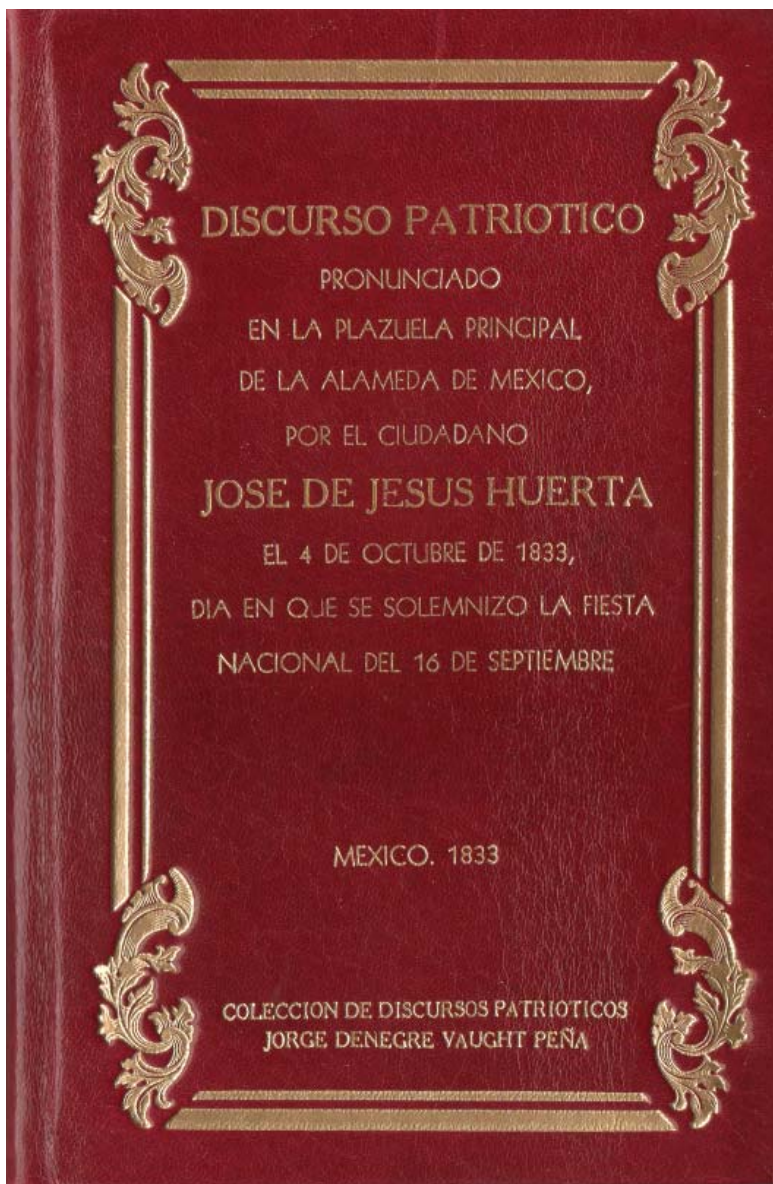 DISCURSO PATRIOTICO
PRONUNCIADO
EN LA PLAZUELA PRINCIPAL
DE LA ALAMEDA DE MEXICO,
POR EL CIUDADANO
JOSE DE JESUS HUERTA
EL 4 DE OCTUBRE DE 1833,
DIA EN QUE SE SOLEMNIZO LA FIESTA
NACIONAL DEL 16 DE SEPTIEMBRE
MEXICO. 1833
COLECCION DE DISCURSOS PATRIOTICOS
JORGE DENEGRE VAUGHT PEÑA